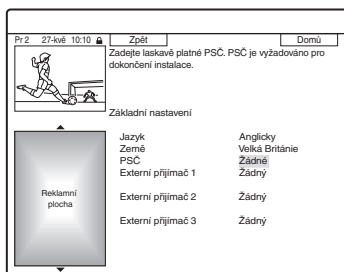 Pr 2 27-kvě 10:10 Zpět Domů
Zadejte laskavě platné PSČ. PSČ je vyžadováno pro
dokončení instalace.
Základní nastavení
Jazyk Anglicky
Země Velká Británie
PSČ Žádné
Externí přijímač 1 Žádný
Externí přijímač 2 Žádný
Externí přijímač 3 Žádný
Reklamní
plocha